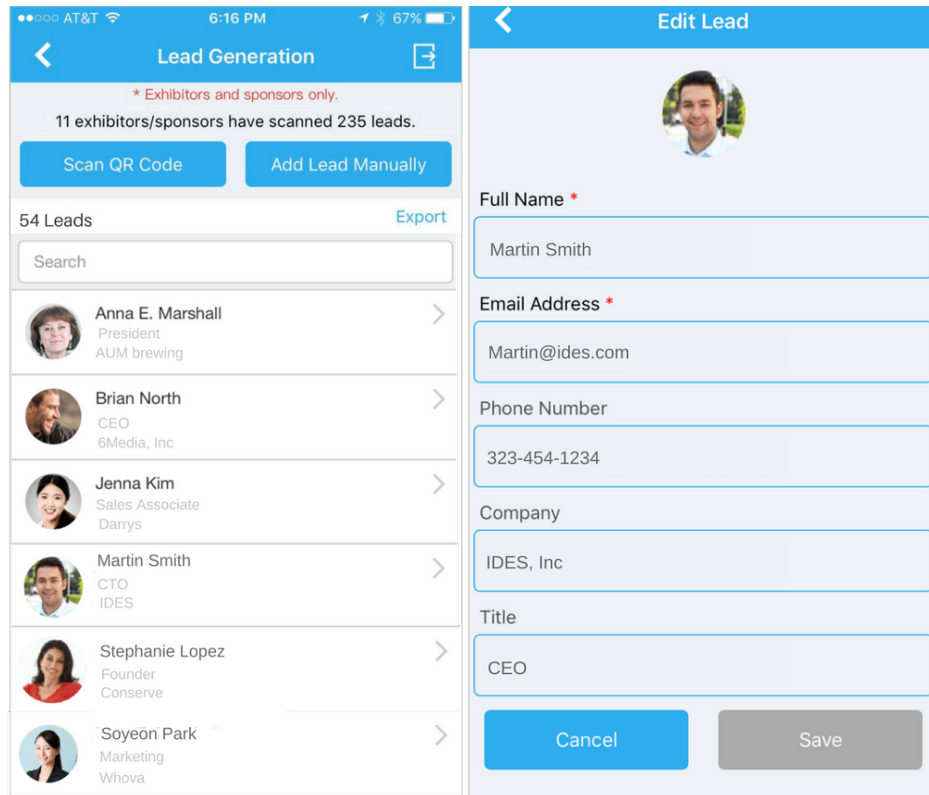 AT&T 6:16 PM 67%
Lead Generation
* Exhibitors and sponsors only.
11 exhibitors/sponsors have scanned 235 leads.
Scan QR Code Add Lead Manually
54 Leads Export
Search
Anna E. Marshall
President
AUM brewing
Brian North
CEO
6Media, Inc
Jenna Kim
Sales Associate
Darrys
Martin Smith
CTO
IDES
Stephanie Lopez
Founder
Conserve
Soyeon Park
Marketing
Whova
Edit Lead
Full Name *
Martin Smith
Email Address *
Martin@ides.com
Phone Number
323-454-1234
Company
IDES, Inc
Title
CEO
Cancel Save